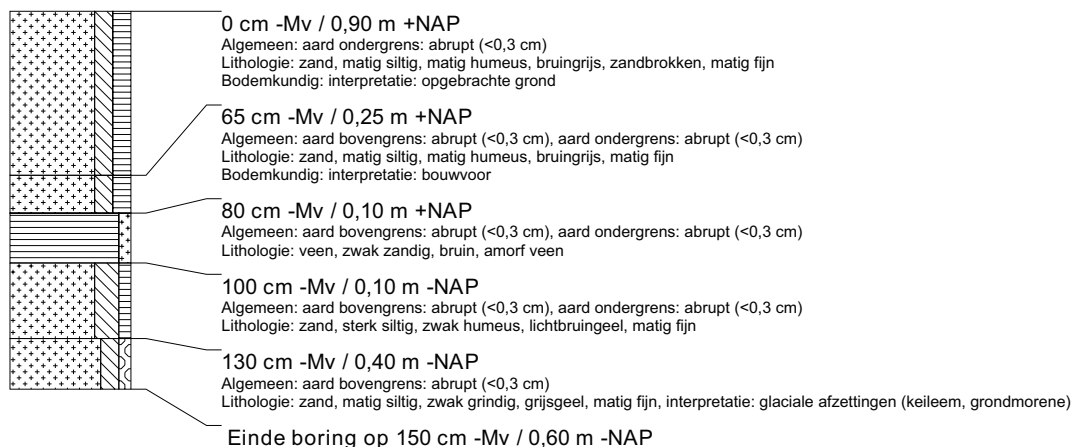 0 cm -Mv / 0,90 m +NAP
Algemeen: aard ondergrens: abrupt (<0,3 cm)
Lithologie: zand, matig siltig, matig humeus, bruingrijs, zandbrokken, matig fijn
Bodemkundig: interpretatie: opgebrachte grond
65 cm -Mv / 0,25 m +NAP
Algemeen: aard bovengrens: abrupt (<0,3 cm), aard ondergrens: abrupt (<0,3 cm)
Lithologie: zand, matig siltig, matig humeus, bruingrijs, matig fijn
Bodemkundig: interpretatie: bouwvoor
80 cm -Mv / 0,10 m +NAP
Algemeen: aard bovengrens: abrupt (<0,3 cm), aard ondergrens: abrupt (<0,3 cm)
Lithologie: veen, zwak zandig, bruin, amorf veen
100 cm -Mv / 0,10 m -NAP
Algemeen: aard bovengrens: abrupt (<0,3 cm), aard ondergrens: abrupt (<0,3 cm)
Lithologie: zand, sterk siltig, zwak humeus, lichtbruingeel, matig fijn
130 cm -Mv / 0,40 m -NAP
Algemeen: aard bovengrens: abrupt (<0,3 cm)
Lithologie: zand, matig siltig, zwak grindig, grijsgeel, matig fijn, interpretatie: glaciale afzettingen (keileem, grondmorene)
Einde boring op 150 cm -Mv / 0,60 m -NAP